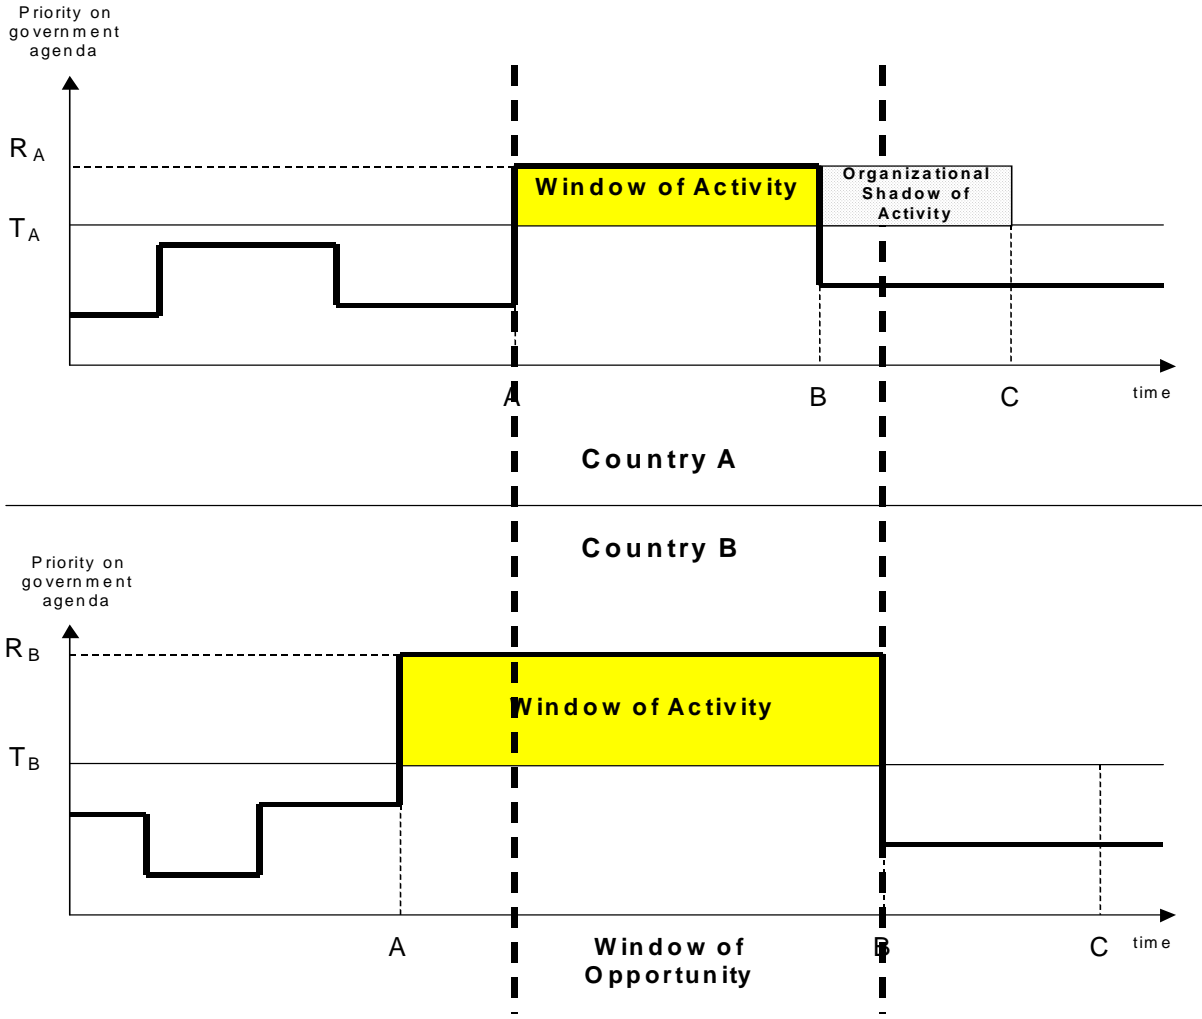 Priority on
government
agenda
R A
Window of Activity
Organizational
Shadow of
Activity
T A
A
B
C
time
Country A
Country B
Priority on
government
agenda
R B
Window of Activity
T B
A
B
C
time
Window of
Opportunity